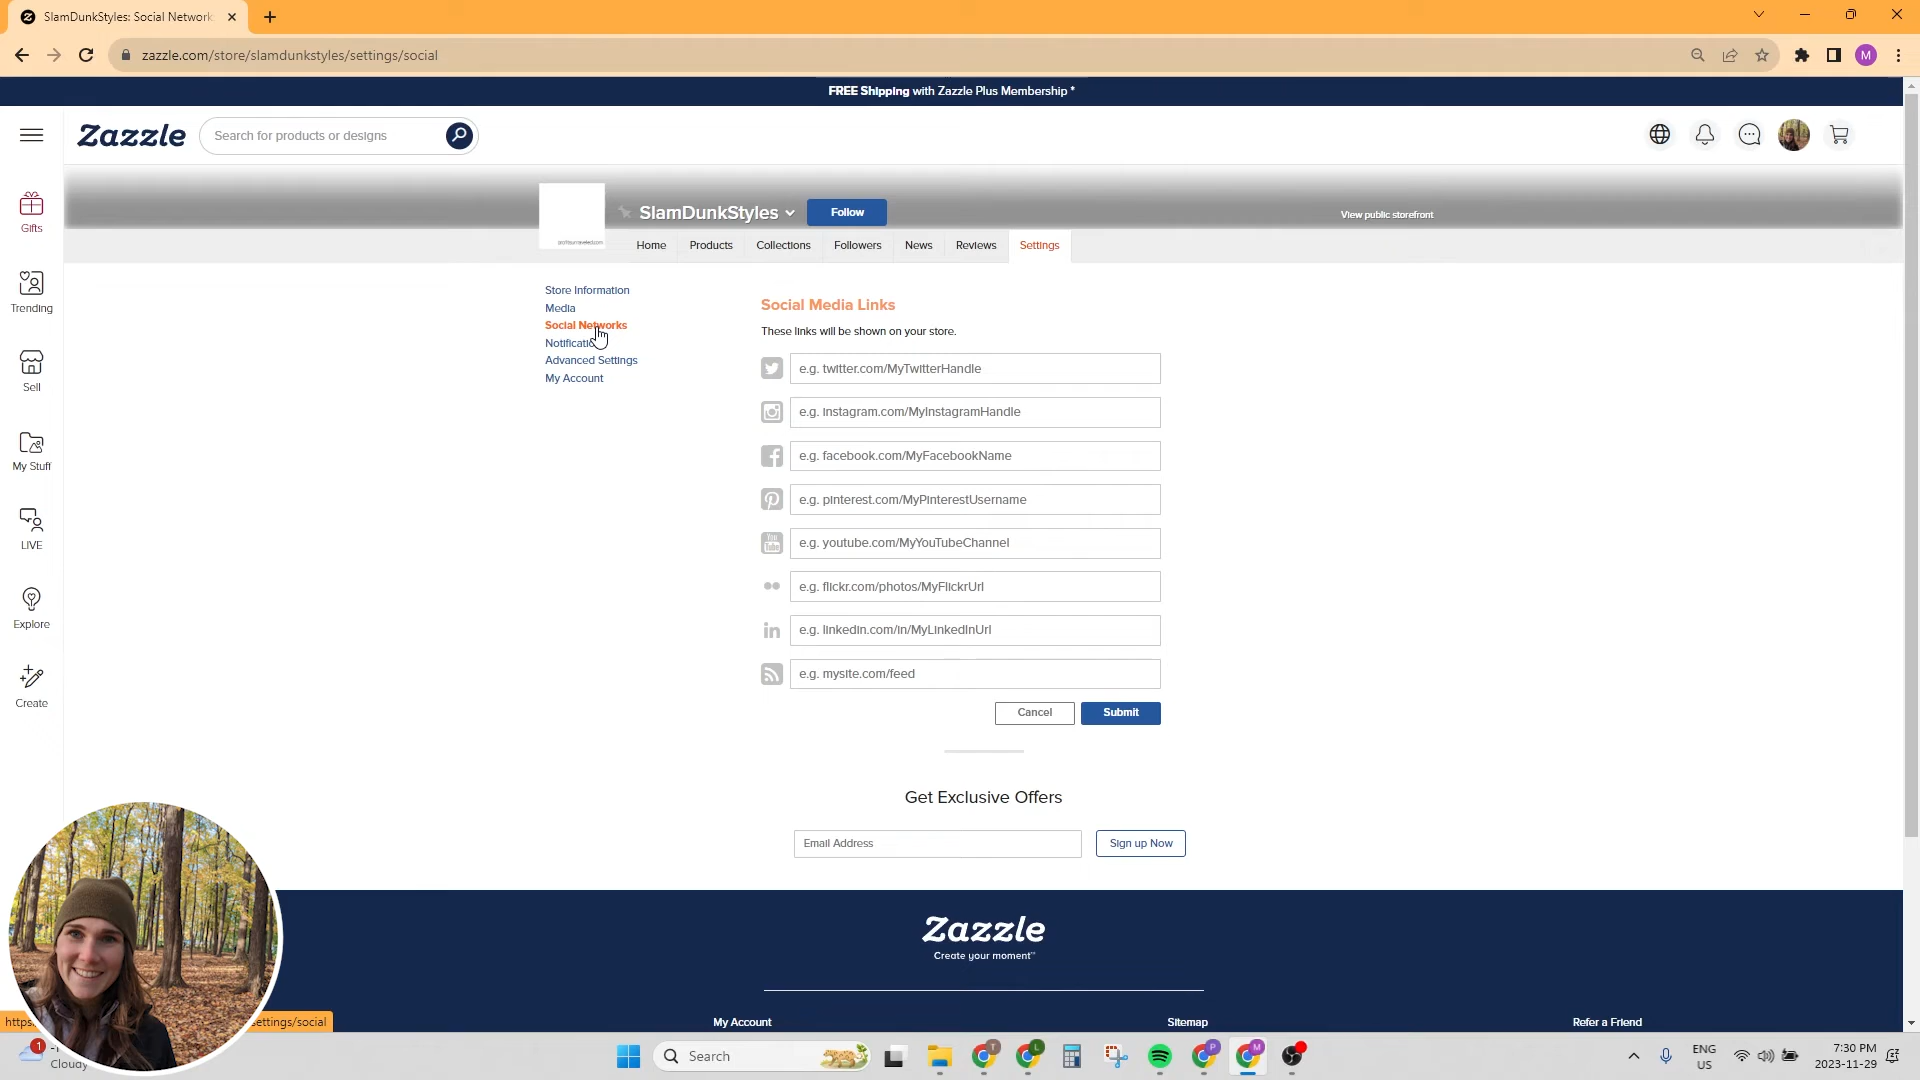 SlamDunkStyles: Social Network
zazzle.com/store/slamdunkstyles/settings/social
M
FREE Shipping with Zazzle Plus Membership *
Zazzle
Search for products or designs
Gifts
Trending
Sell
My Stuff
LIVE
Explore
Create
SlamDunkStyles
Follow
View public storefront
Home
Products
Collections
Followers
News
Reviews
Settings
Store Information
Media
Social Networks
Notificatio
Advanced Settings
My Account
Social Media Links
These links will be shown on your store.
e.g. twitter.com/MyTwitterHandle
e.g. instagram.com/MyInstagramHandle
e.g. facebook.com/MyFacebookName
e.g. pinterest.com/MyPinterestUsername
You Tube
e.g. youtube.com/MyYouTubeChannel
e.g. flickr.com/photos/MyFlickrUrl
in
e.g. linkedin.com/in/MyLinkedInUrl
e.g. mysite.com/feed
Cancel
Submit
Get Exclusive Offers
Email Address
Sign up Now
Zazzle
Create your moment™
My Account
Sitemap
Refer a Friend
https
settings/social
1
Cloudy
Search
T
L
P
M
ENG
US
7:30 PM
2023-11-29